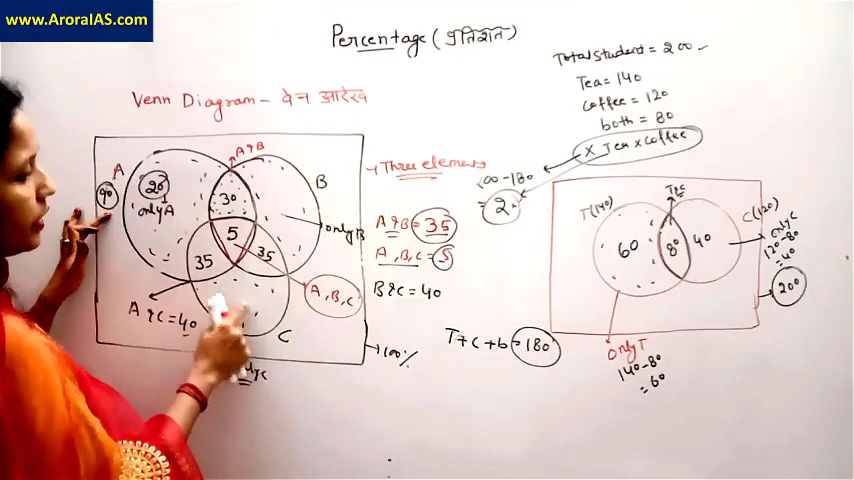 www.AroraIAS.com
Percentage (प्रतिशत)
Venn Diagram - वेन आरेख
Total Student = 200
Tea = 140
Coffee = 120
both = 80
X Tea X Coffee
200-180
= 20
Three elements
A & B = 35
A, B, C = 5
B & C = 40
A
90
20
only A
A & B
30
B
only B
5
35
35
A, B, C
A & C = 40
C
only C
100%
T + C + b = 180
T(140)
T&C
C(120)
60
80
40
only C
120-80
= 40
200
only T
140-80
= 60